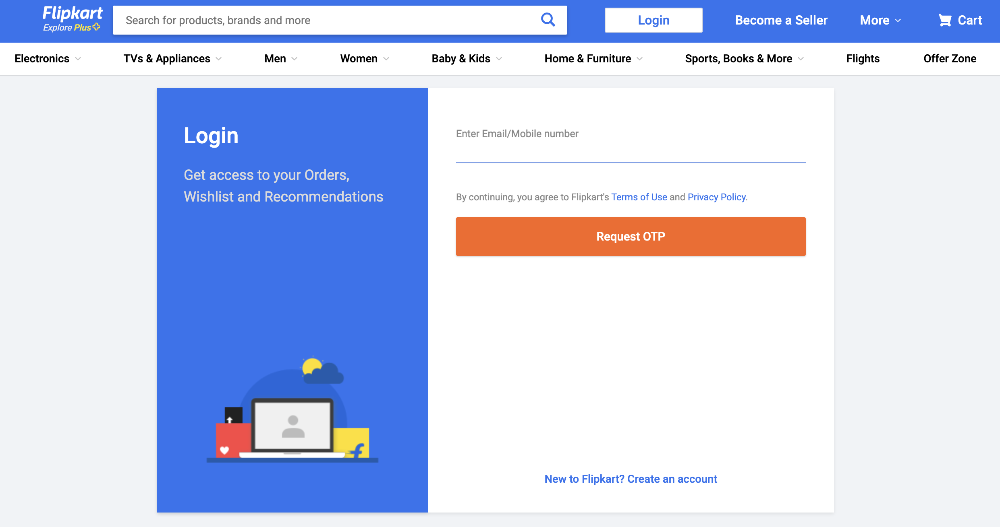 Flipkart
Explore Plus
Search for products, brands and more
Login
Become a Seller
More
Cart
Electronics
TVs & Appliances
Men
Women
Baby & Kids
Home & Furniture
Sports, Books & More
Flights
Offer Zone
Login
Get access to your Orders,
Wishlist and Recommendations
Enter Email/Mobile number
By continuing, you agree to Flipkart's Terms of Use and Privacy Policy.
Request OTP
f
New to Flipkart? Create an account